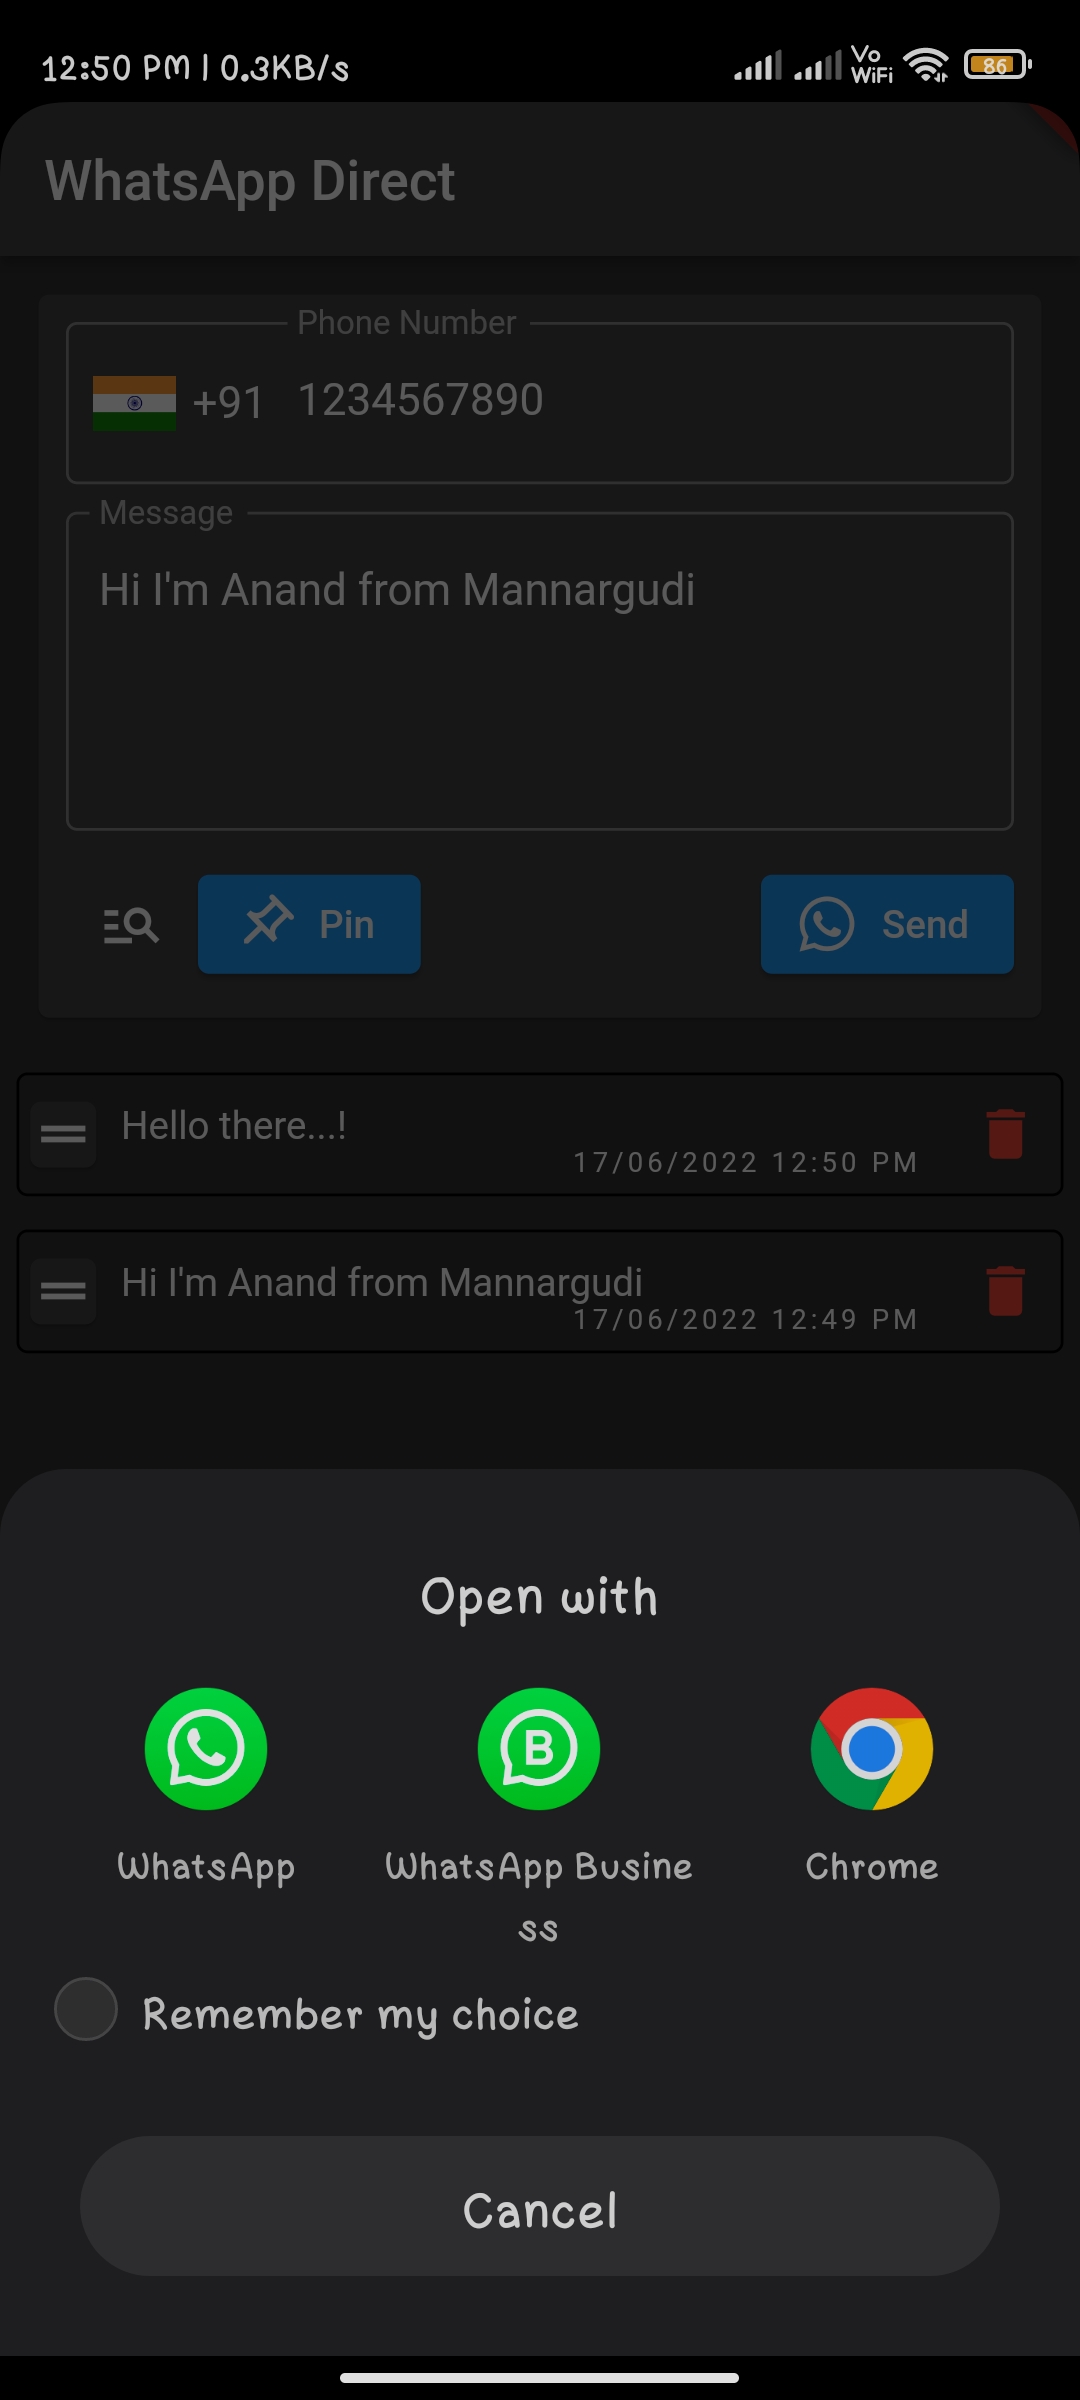 12:50 PM | 0.3KB/s
Vo
WiFi
86
WhatsApp Direct
Phone Number
+91 1234567890
Message
Hi I'm Anand from Mannargudi
Pin
Send
Hello there...!
17/06/2022 12:50 PM
Hi I'm Anand from Mannargudi
17/06/2022 12:49 PM
Open with
WhatsApp
WhatsApp Busine
ss
Chrome
Remember my choice
Cancel